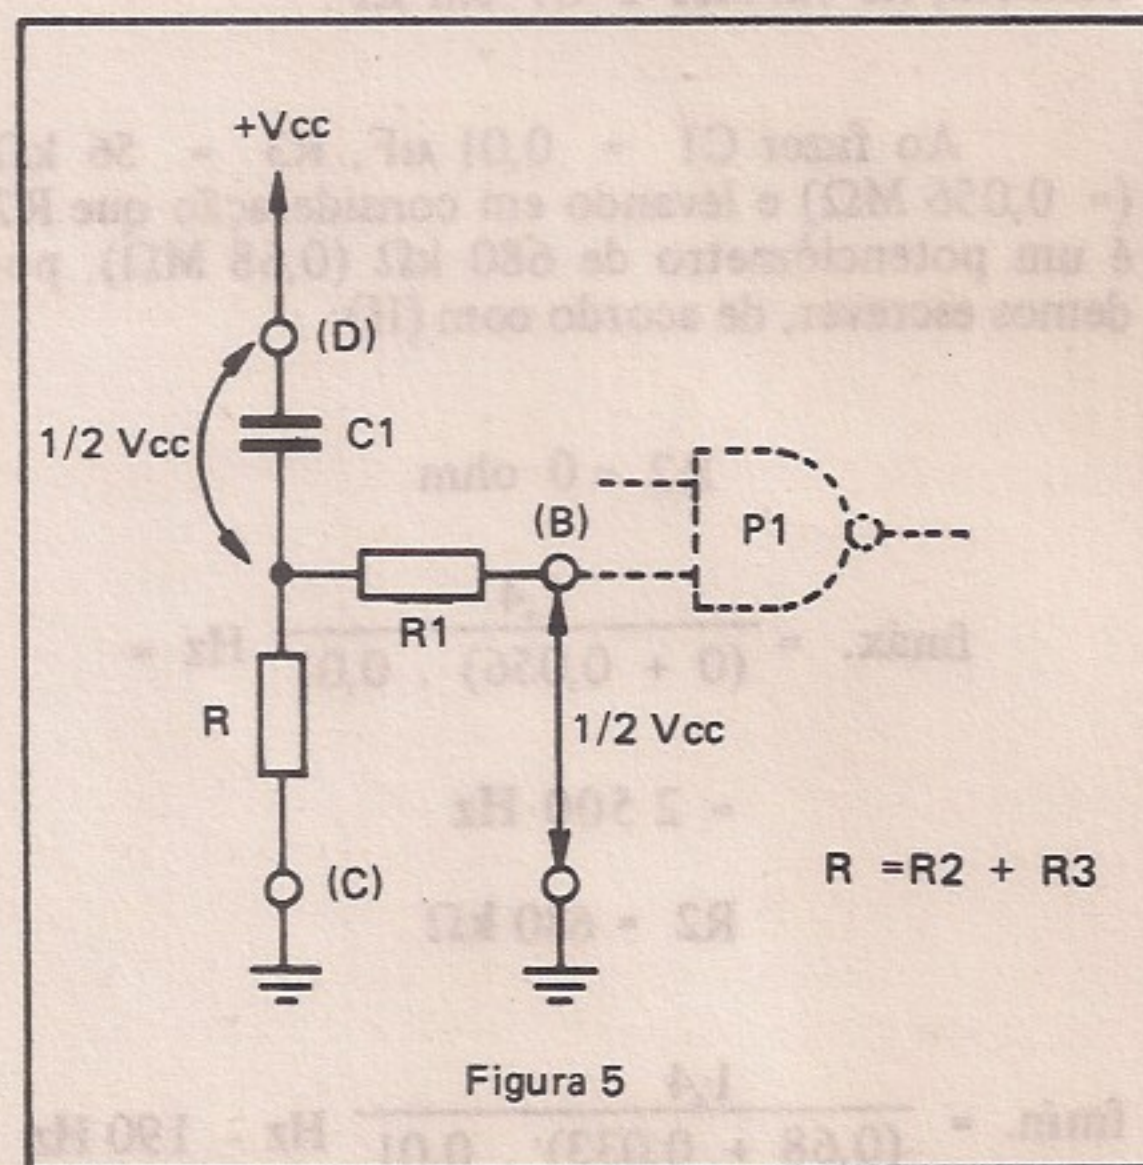 +Vcc
(D)
1/2 Vcc
C1
(B)
P1
R1
R
1/2 Vcc
(C)
R =R2 + R3
Figura 5